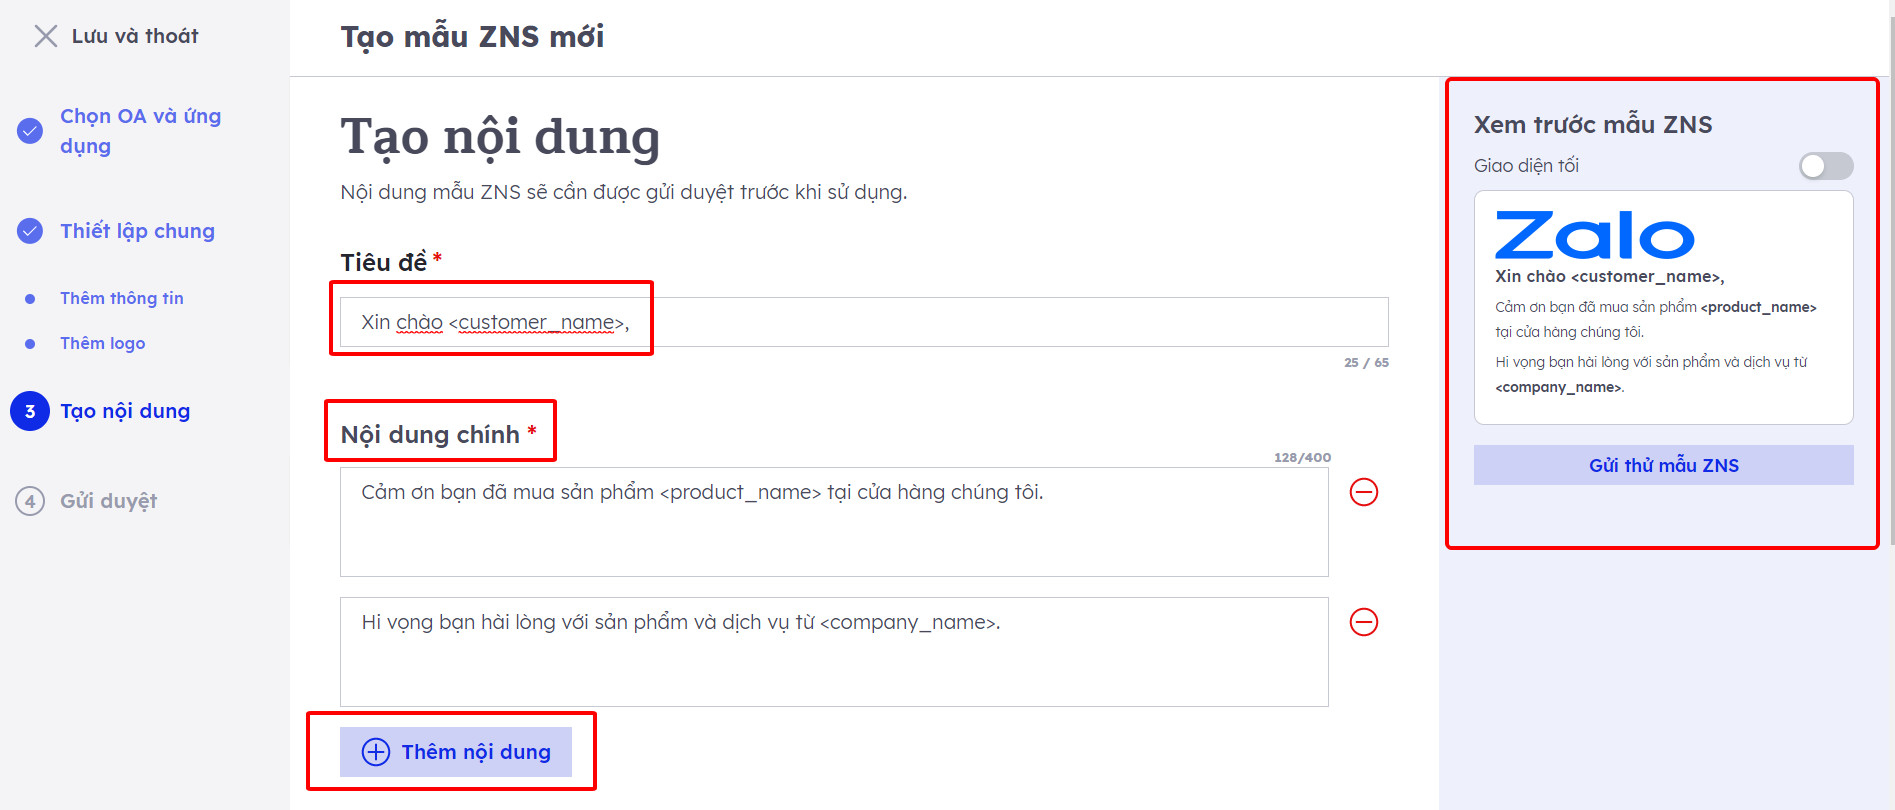 Lưu và thoát
Chọn OA và ứng
dụng
Thiết lập chung
Thêm thông tin
Thêm logo
3
Tạo nội dung
4
Gửi duyệt
Tạo mẫu ZNS mới
Tạo nội dung
Nội dung mẫu ZNS sẽ cần được gửi duyệt trước khi sử dụng.
Tiêu đề *
Xin chào <customer_name>,
25 / 65
Nội dung chính *
128/400
Cảm ơn bạn đã mua sản phẩm <product_name> tại cửa hàng chúng tôi.
Hi vọng bạn hài lòng với sản phẩm và dịch vụ từ <company_name>.
Thêm nội dung
Xem trước mẫu ZNS
Giao diện tối
Zalo
Xin chào <customer_name>,
Cảm ơn bạn đã mua sản phẩm <product_name>
tại cửa hàng chúng tôi.
Hi vọng bạn hài lòng với sản phẩm và dịch vụ từ
<company_name>.
Gửi thử mẫu ZNS